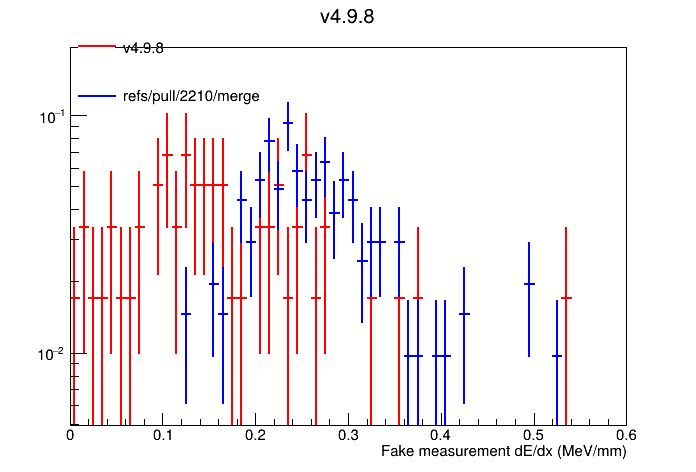 v4.9.8
v4.9.8
refs/pull/2210/merge
10⁻¹
10⁻²
0 0.1 0.2 0.3 0.4 0.5 0.6
Fake measurement dE/dx (MeV/mm)